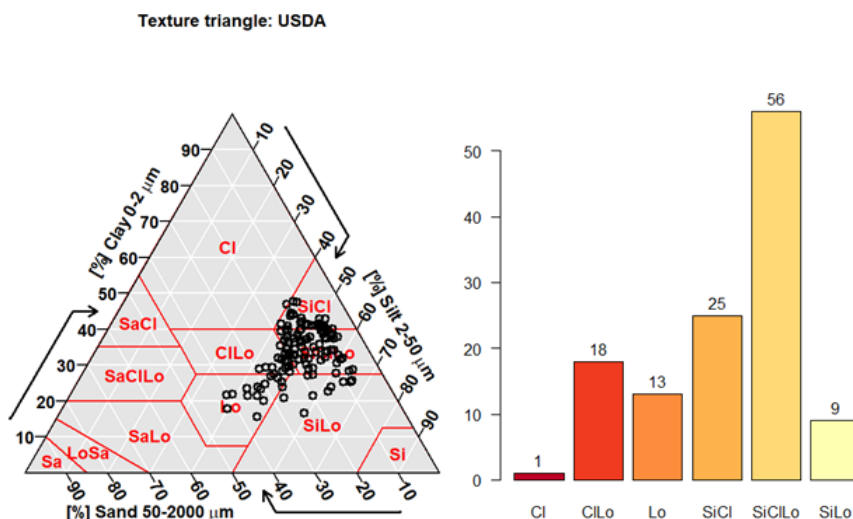 Texture triangle: USDA
90
80
70
60
50
40
30
20
10
[%] Clay 0-2 µm
10
20
30
40
50
60
70
80
90
[%] Silt 2-50 µm
90
80
70
60
50
40
30
20
10
[%] Sand 50-2000 µm
Cl
SiCl
SaCl
ClLo
SaClLo
Lo
SiLo
SaLo
LoSa
Sa
Si
50
40
30
20
10
0
1
18
13
25
56
9
Cl ClLo Lo SiCl SiClLo SiLo